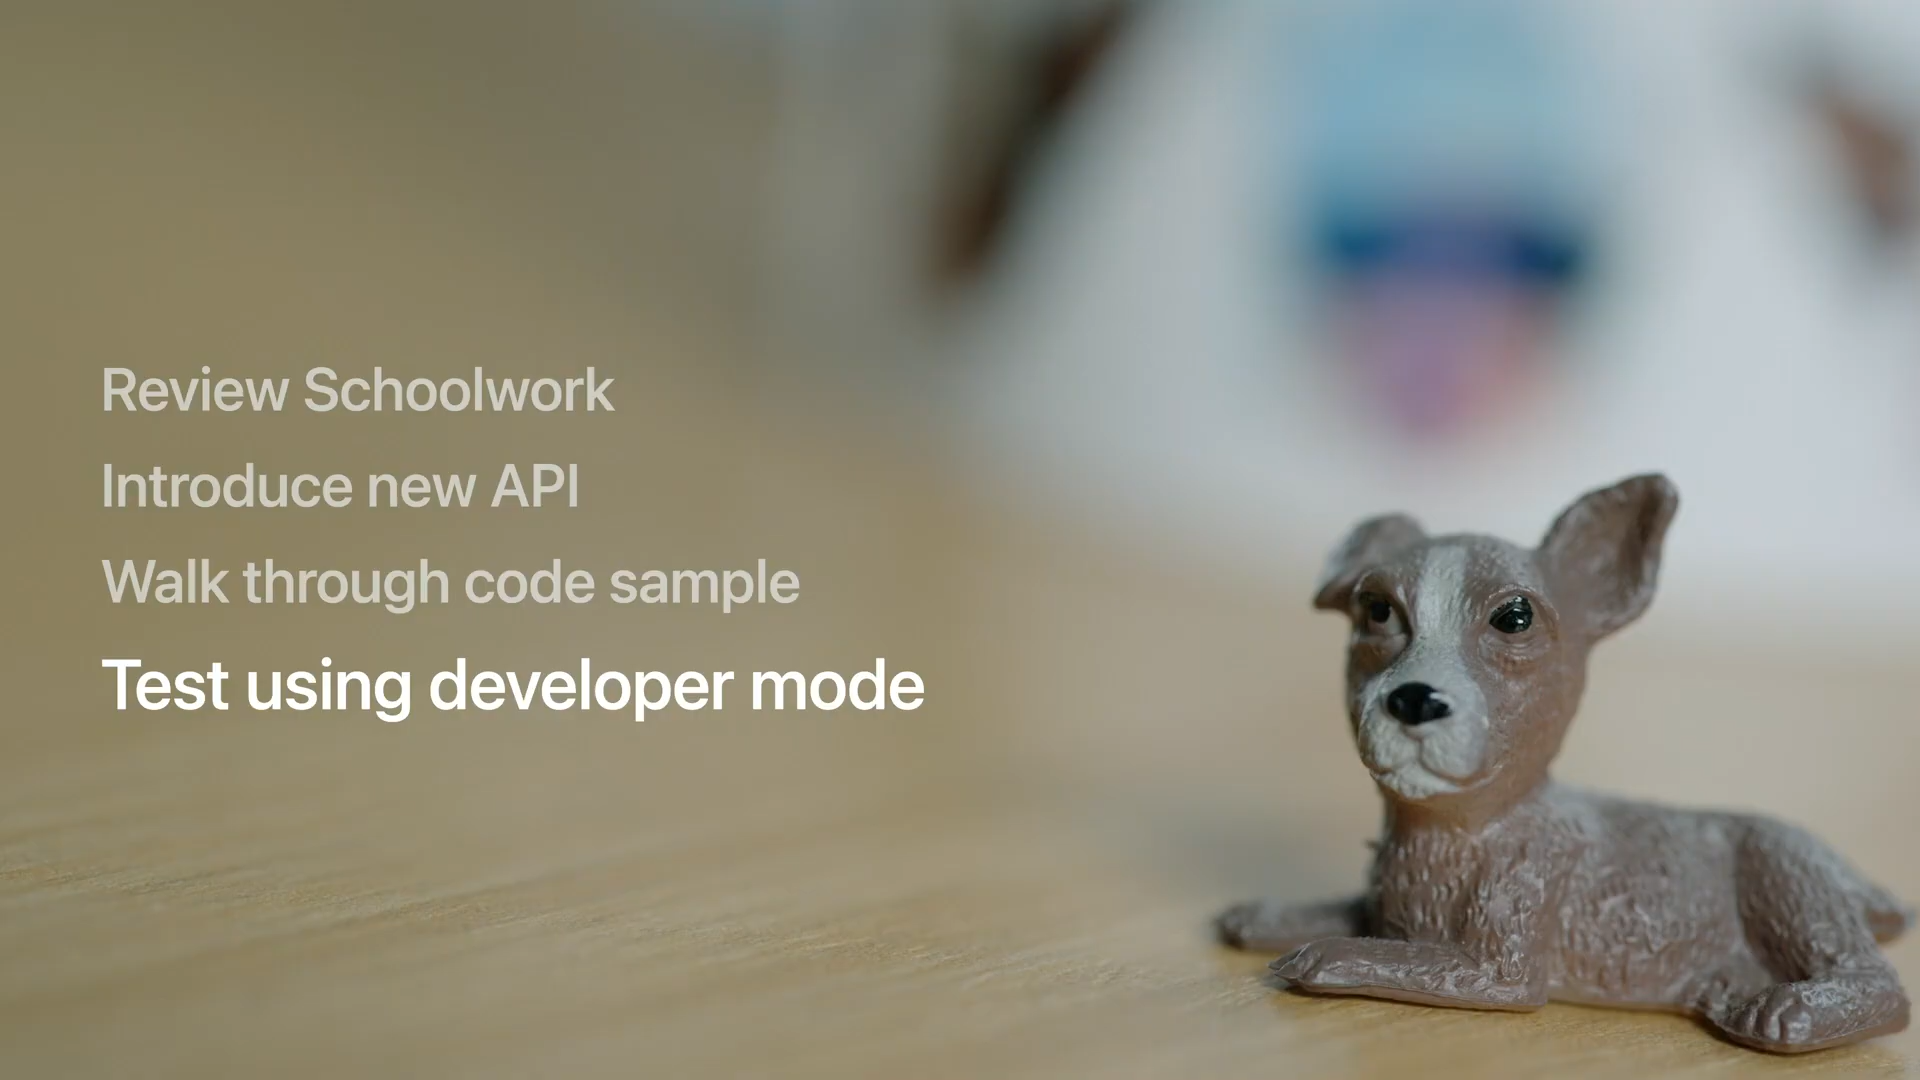 Review Schoolwork
Introduce new API
Walk through code sample
Test using developer mode